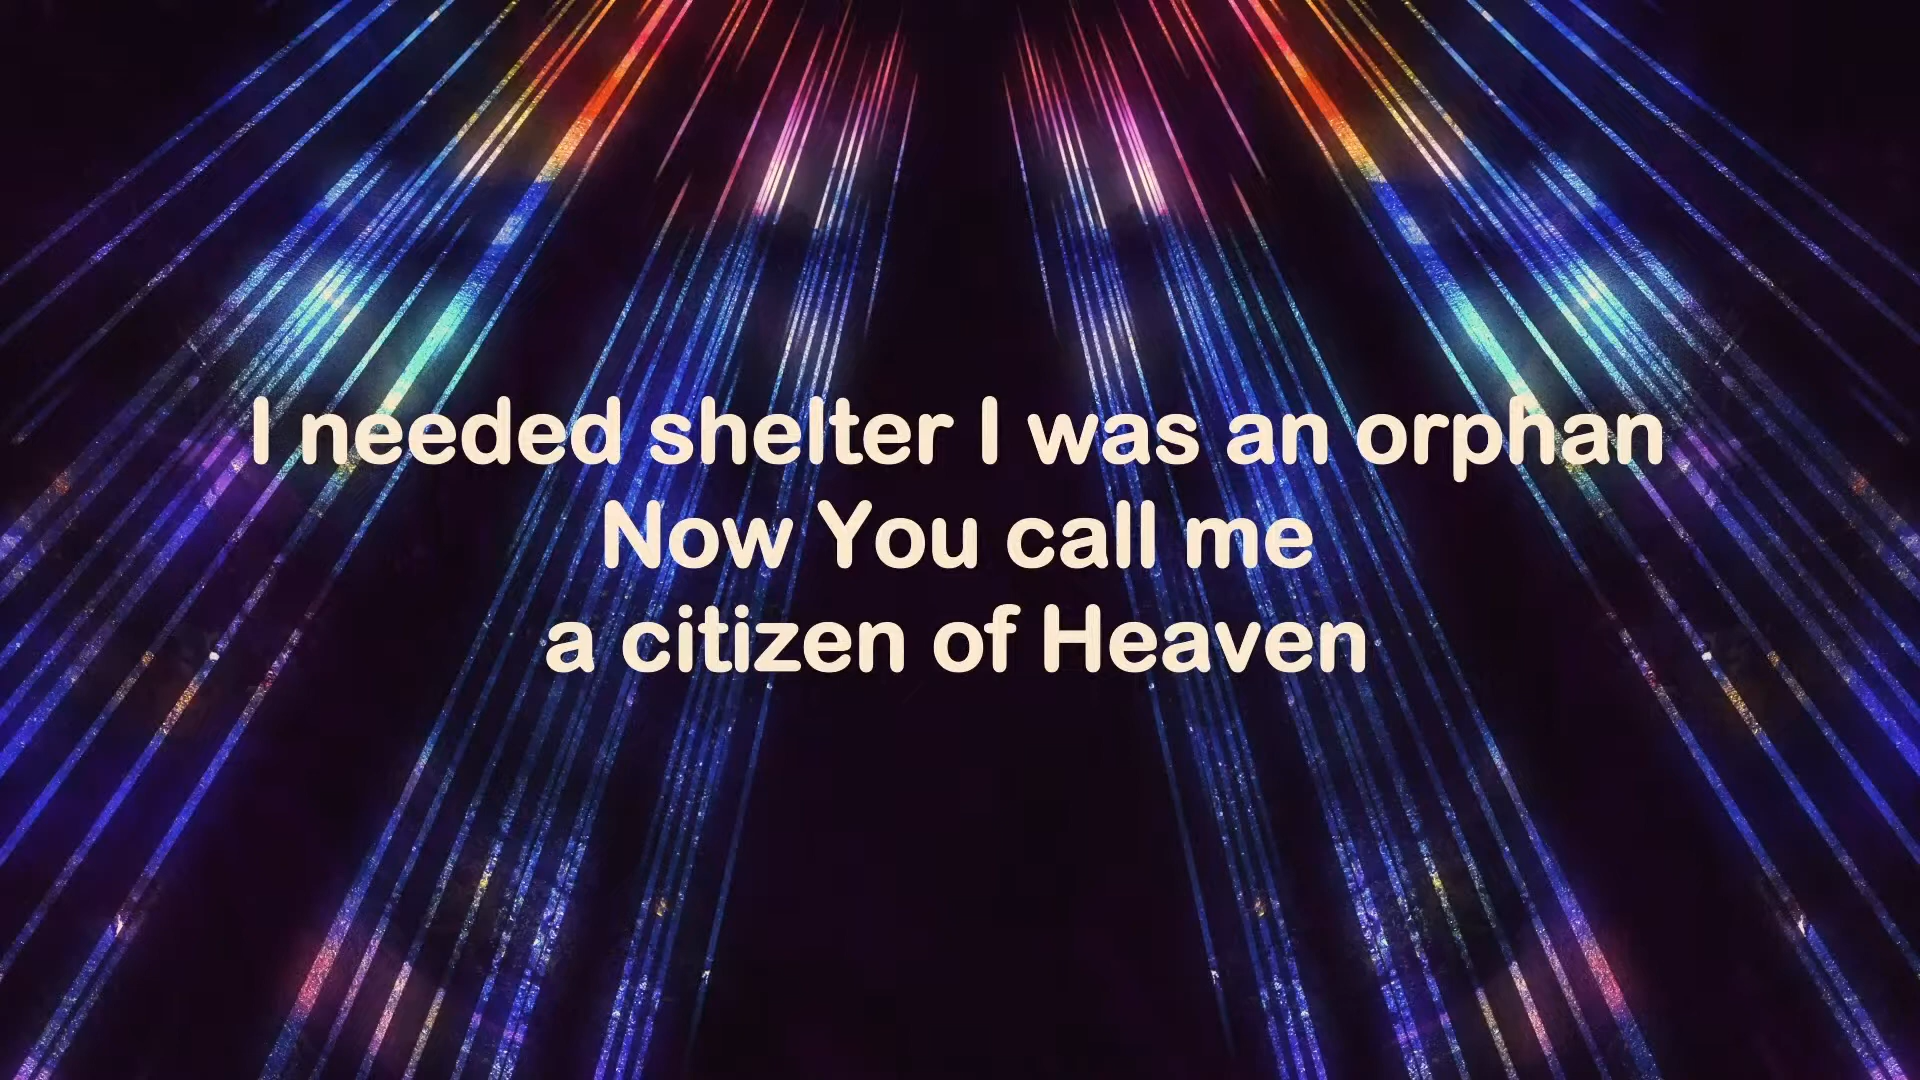 I needed shelter I was an orphan
Now You call me
a citizen of Heaven